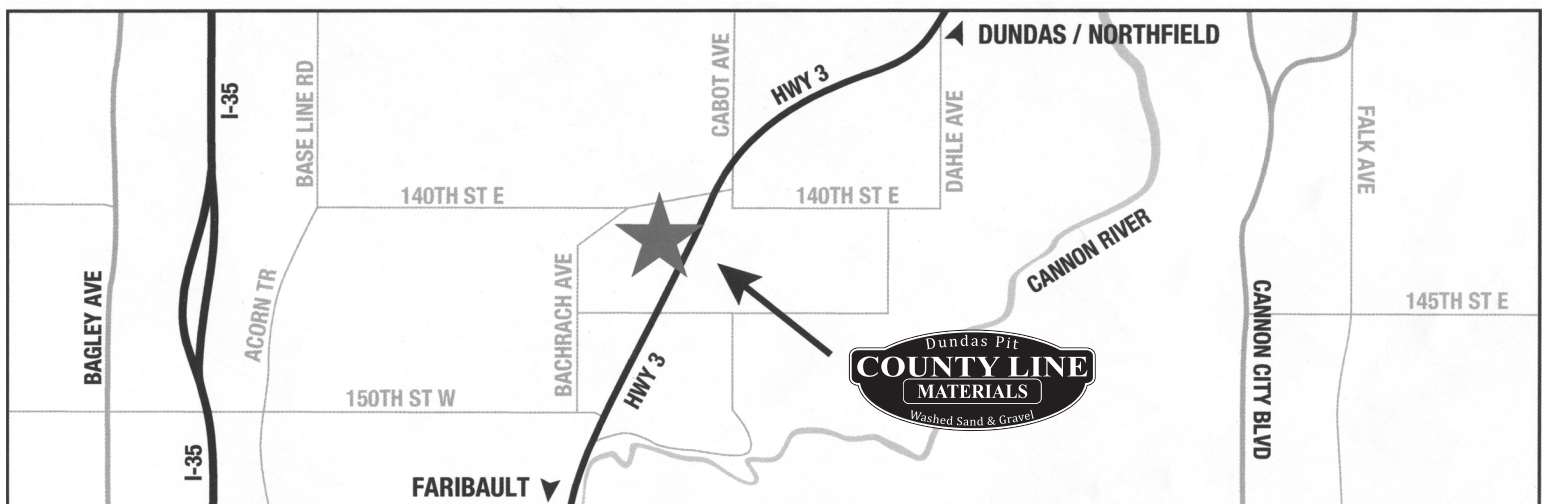 DUNDAS / NORTHFIELD
I-35
BASE LINE RD
CABOT AVE
HWY 3
DAHLE AVE
FALK AVE
140TH ST E
140TH ST E
CANNON RIVER
BAGLEY AVE
ACORN TR
BACHRACH AVE
CANNON CITY BLVD
145TH ST E
Dundas Pit
COUNTY LINE
MATERIALS
Washed Sand & Gravel
HWY 3
150TH ST W
I-35
FARIBAULT